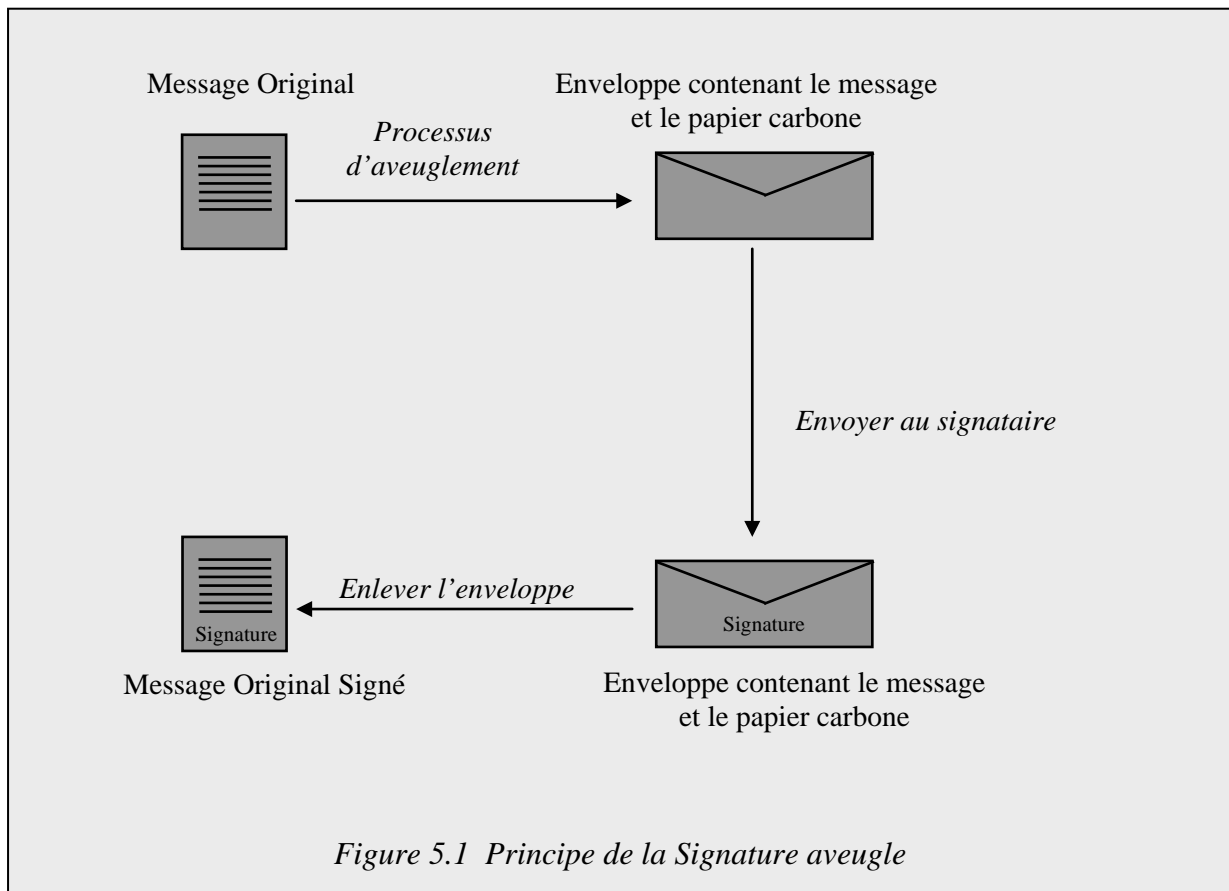 Message Original
Enveloppe contenant le message
et le papier carbone
Processus
d'aveuglement
Envoyer au signataire
Enlever l'enveloppe
Signature
Signature
Message Original Signé
Enveloppe contenant le message
et le papier carbone
Figure 5.1 Principe de la Signature aveugle